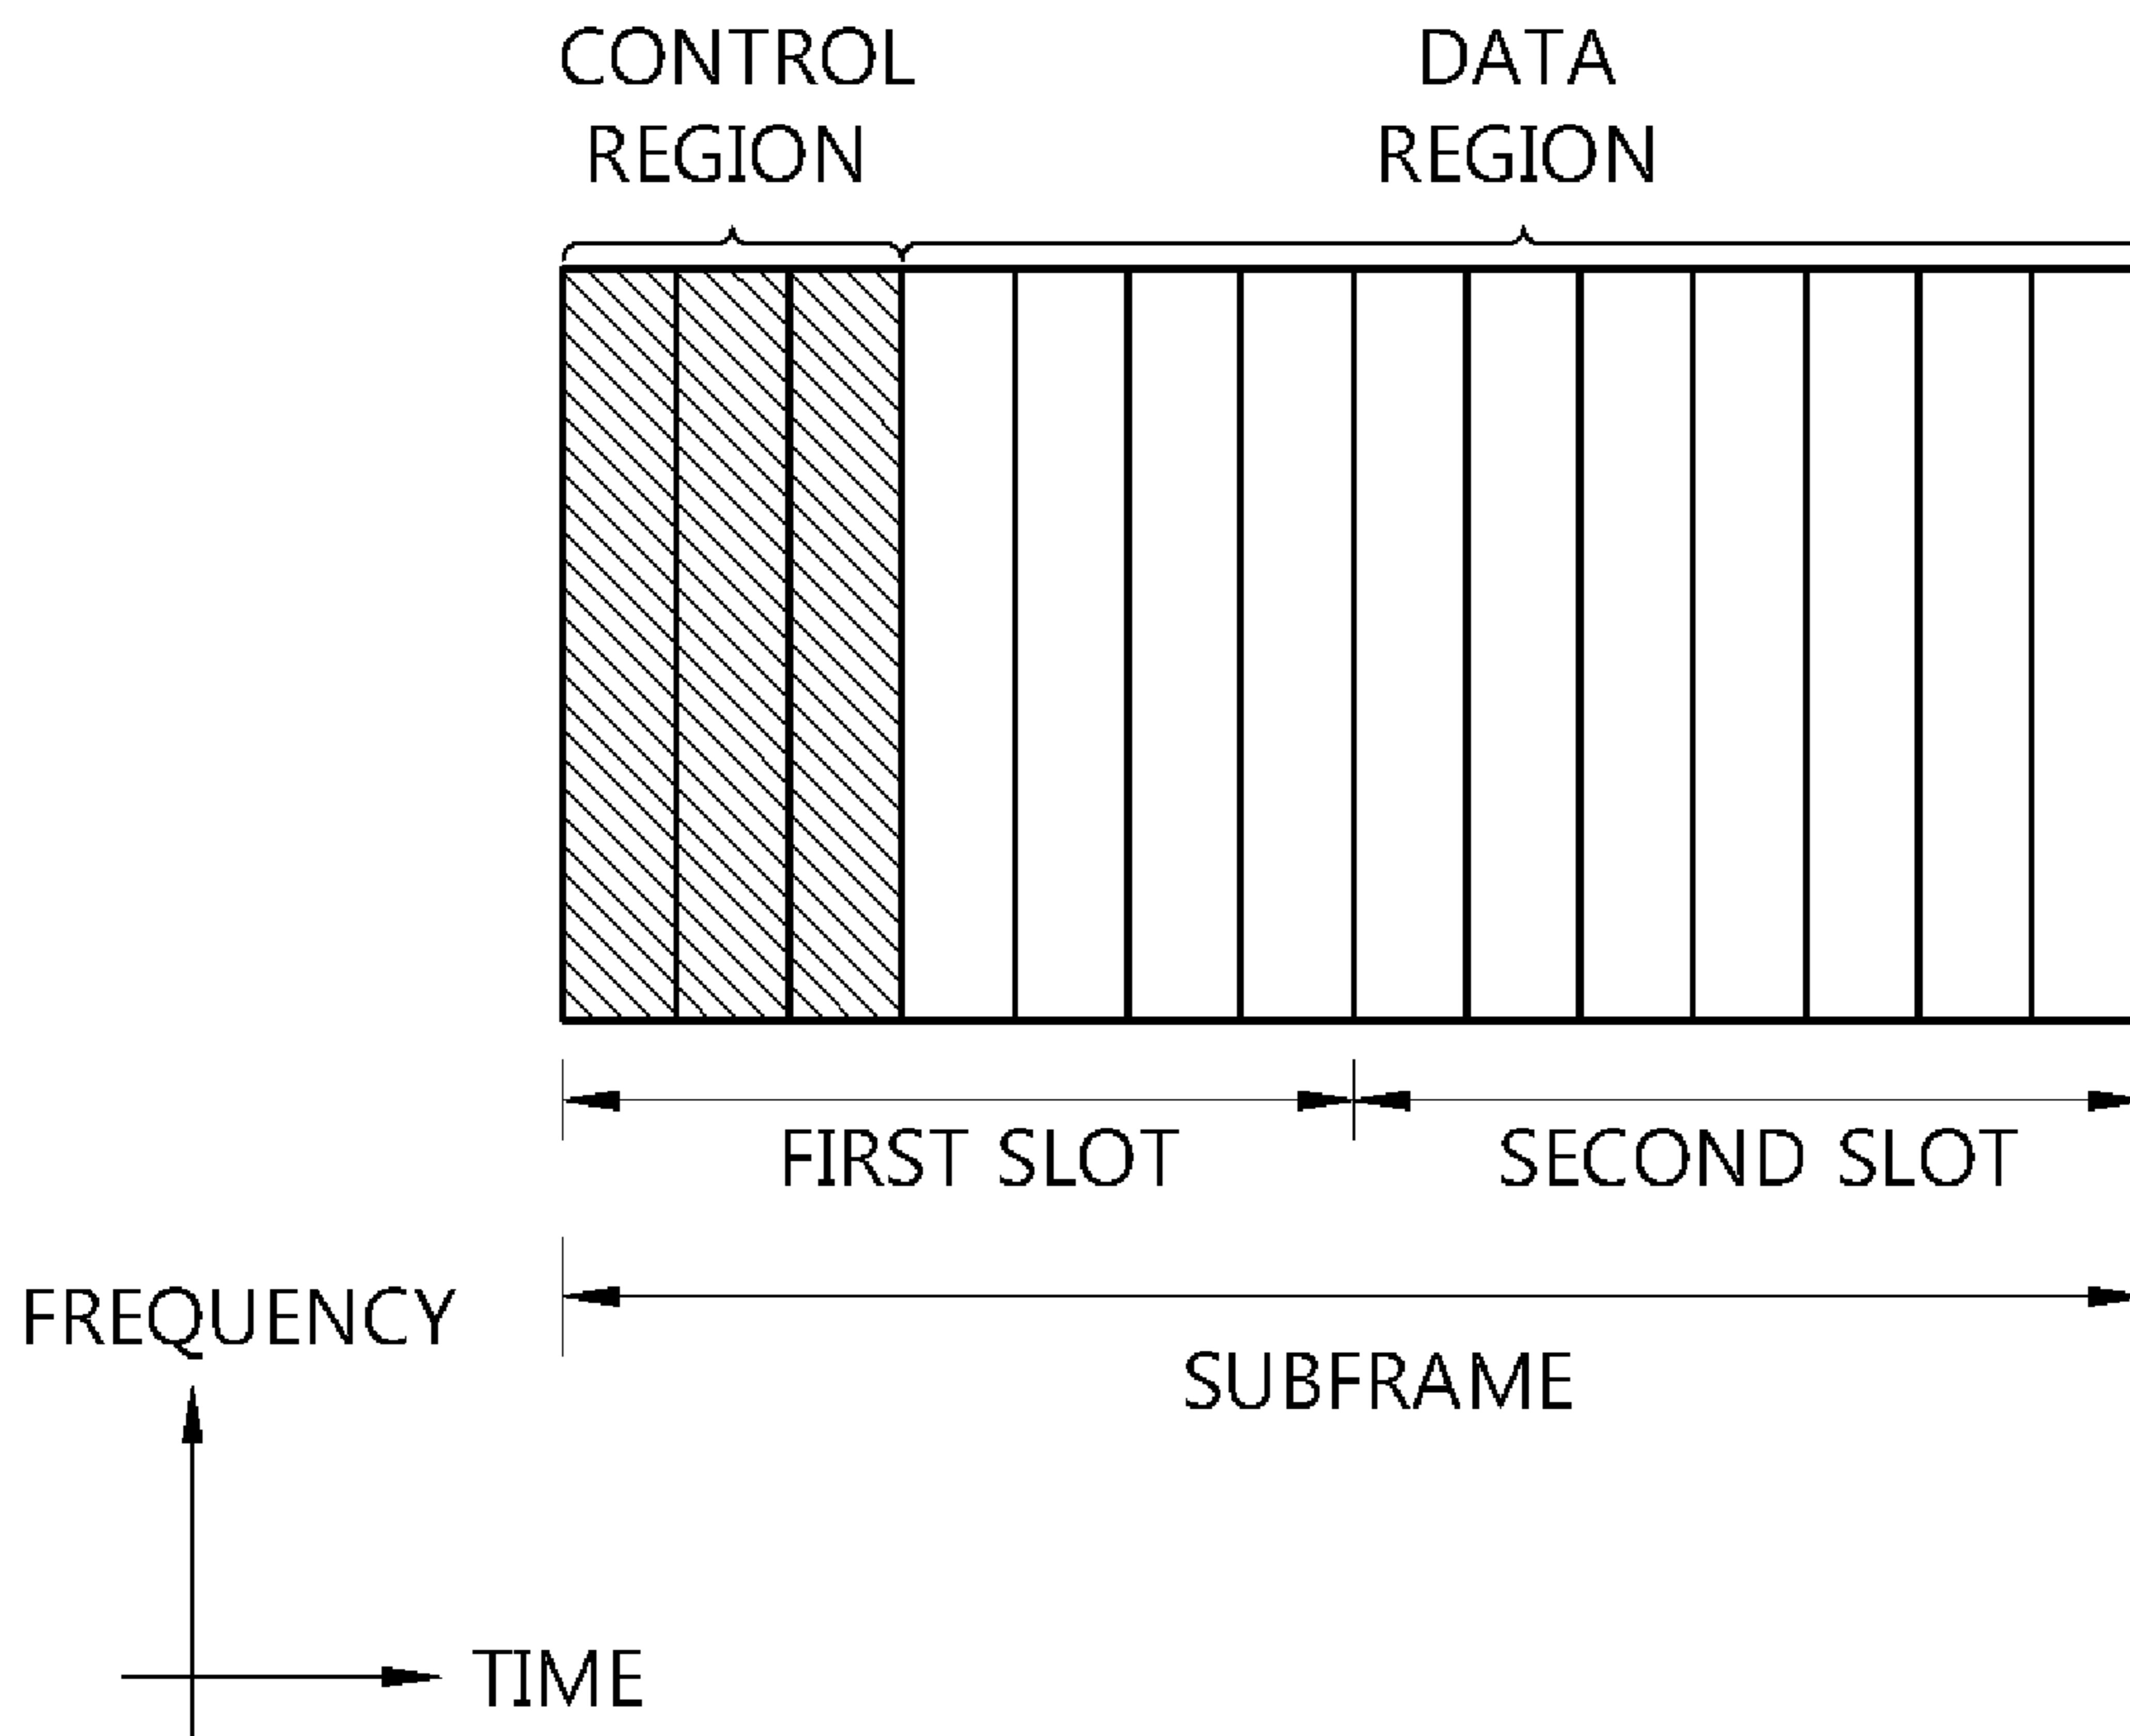 CONTROL
REGION
DATA
REGION
FIRST SLOT
SECOND SLOT
SUBFRAME
FREQUENCY
TIME